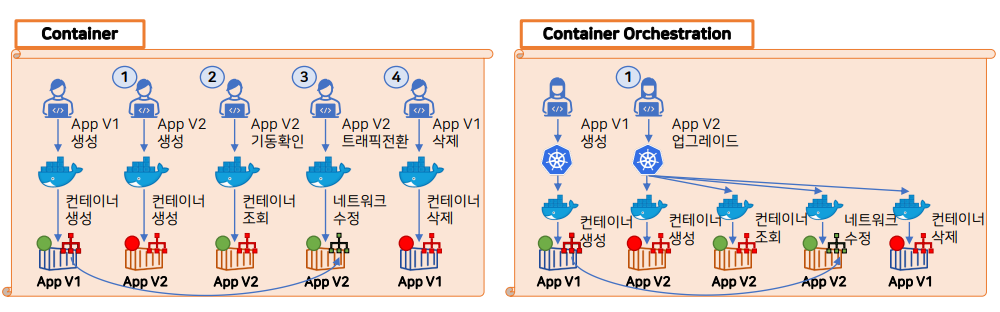 Container
1
2
3
4
App V1
생성
App V2
생성
App V2
기동확인
App V2
트래픽전환
App V1
삭제
컨테이너
생성
컨테이너
생성
컨테이너
조회
네트워크
수정
컨테이너
삭제
App V1
App V2
App V2
App V2
App V1
Container Orchestration
1
App V1
생성
App V2
업그레이드
컨테이너
생성
컨테이너
생성
컨테이너
조회
네트워크
수정
컨테이너
삭제
App V1
App V2
App V2
App V2
App V1